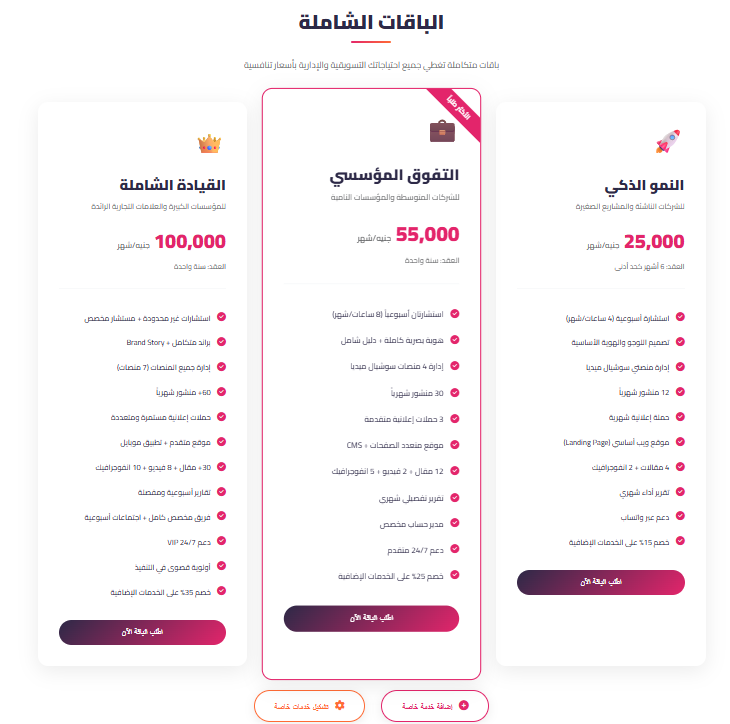 الباقات الشاملة
باقات متكاملة تغطي جميع احتياجاتك التسويقية والإدارية بأسعار تنافسية
النمو الذكي
للشركات الناشئة والمشاريع الصغيرة
25,000 جنيه/شهر
العقد: 6 أشهر كحد أدنى
استشارة أسبوعية (4 ساعات/شهر)
تصميم اللوجو والهوية الأساسية
إدارة منصتي سوشيال ميديا
12 منشور شهرياً
حملة إعلانية شهرية
موقع ويب أساسي (Landing Page)
4 مقالات + 2 انفوجرافيك
تقرير أداء شهري
دعم عبر واتساب
خصم 15% على الخدمات الإضافية
اطلب الباقة الآن
الأكثر طلباً
التفوق المؤسسي
للشركات المتوسطة والمؤسسات النامية
55,000 جنيه/شهر
العقد: سنة واحدة
استشارتان أسبوعياً (8 ساعات/شهر)
هوية بصرية كاملة + دليل شامل
إدارة 4 منصات سوشيال ميديا
30 منشور شهرياً
3 حملات إعلانية متقدمة
موقع متعدد الصفحات + CMS
12 مقال + 2 فيديو + 5 انفوجرافيك
تقرير تفصيلي شهري
مدير حساب مخصص
دعم 24/7 متقدم
خصم 25% على الخدمات الإضافية
اطلب الباقة الآن
القيادة الشاملة
للمؤسسات الكبيرة والعلامات التجارية الرائدة
100,000 جنيه/شهر
العقد: سنة واحدة
استشارات غير محدودة + مستشار مخصص
براند متكامل + Brand Story
إدارة جميع المنصات (7 منصات)
60+ منشور شهرياً
حملات إعلانية مستمرة ومتعددة
موقع متقدم + تطبيق موبايل
30+ مقال + 8 فيديو + 10 انفوجرافيك
تقارير أسبوعية ومفصلة
فريق مخصص كامل + اجتماعات أسبوعية
دعم VIP 24/7
أولوية قصوى في التنفيذ
خصم 35% على الخدمات الإضافية
اطلب الباقة الآن
إضافة خدمة خاصة
تشكيل خدمات خاصة